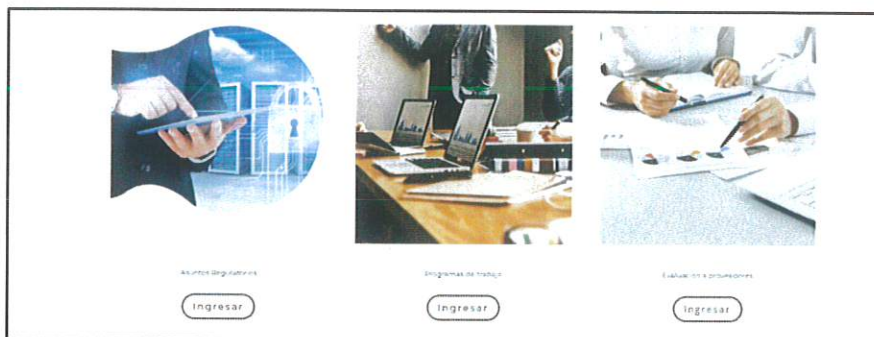 Asuntos Regulatorios
Programas de trabajo
Evaluación a proveedores
Ingresar
Ingresar
Ingresar